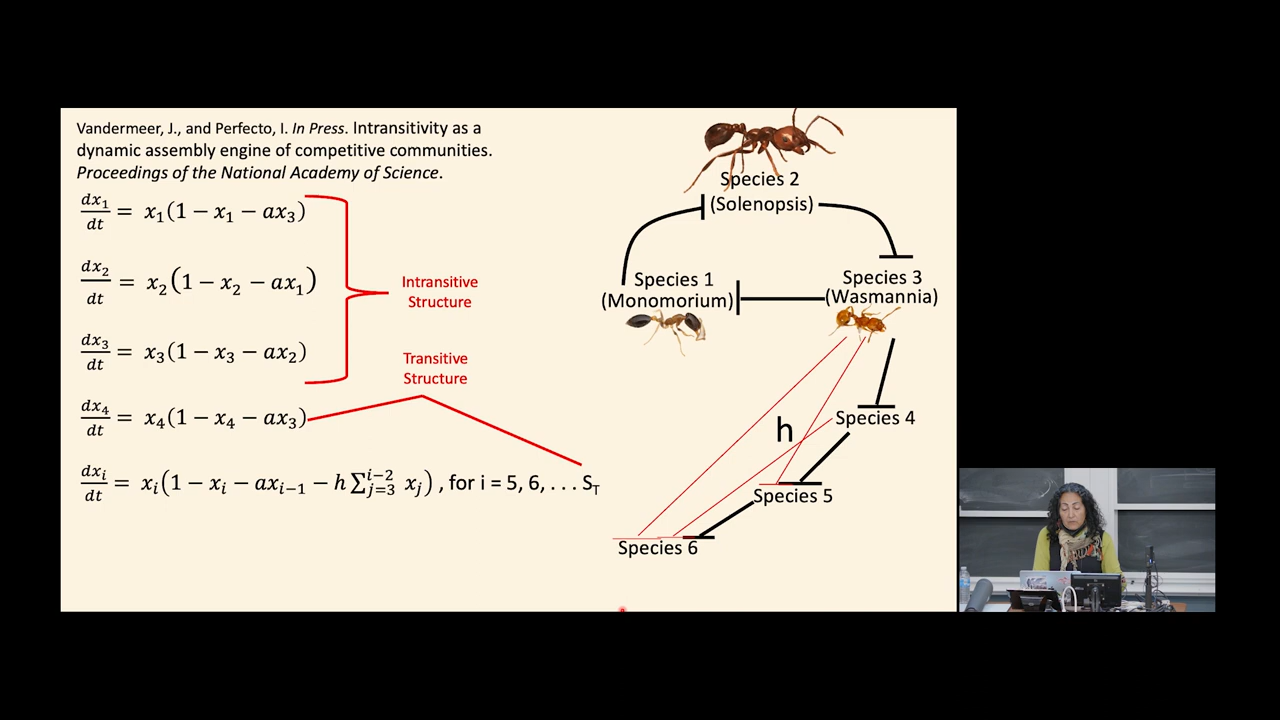 Vandermeer, J., and Perfecto, I. In Press. Intransitivity as a
dynamic assembly engine of competitive communities.
Proceedings of the National Academy of Science.
dx₁/dt = x₁(1 − x₁ − ax₃)
dx₂/dt = x₂(1 − x₂ − ax₁)
dx₃/dt = x₃(1 − x₃ − ax₂)
dx₄/dt = x₄(1 − x₄ − ax₃)
dxᵢ/dt = xᵢ(1 − xᵢ − axᵢ₋₁ − h∑ⱼ₌₃ⁱ⁻² xⱼ) , for i = 5, 6, . . . S_T
Intransitive
Structure
Transitive
Structure
Species 2
(Solenopsis)
Species 1
(Monomorium)
Species 3
(Wasmannia)
h
Species 4
Species 5
Species 6